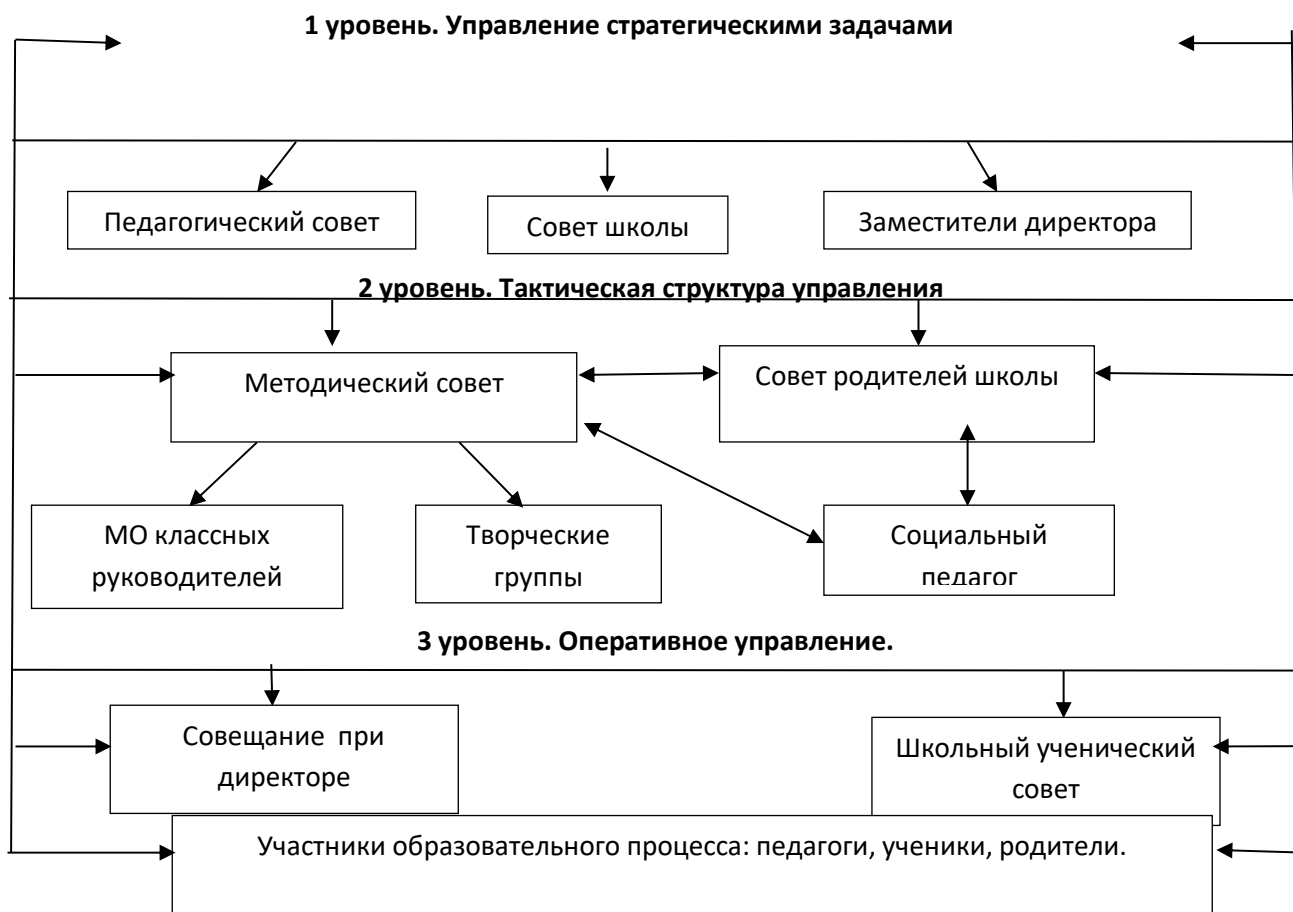 1 уровень. Управление стратегическими задачами
Педагогический совет
Совет школы
Заместители директора
2 уровень. Тактическая структура управления
Методический совет
Совет родителей школы
МО классных
руководителей
Творческие
группы
Социальный
педагог
3 уровень. Оперативное управление.
Совещание при
директоре
Школьный ученический
совет
Участники образовательного процесса: педагоги, ученики, родители.